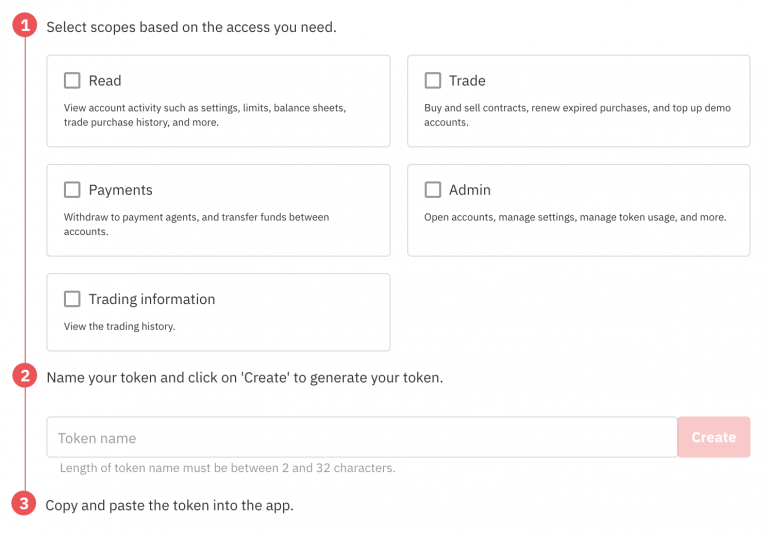 1 Select scopes based on the access you need.
Read
View account activity such as settings, limits, balance sheets,
trade purchase history, and more.
Trade
Buy and sell contracts, renew expired purchases, and top up demo
accounts.
Payments
Withdraw to payment agents, and transfer funds between
accounts.
Admin
Open accounts, manage settings, manage token usage, and more.
Trading information
View the trading history.
2 Name your token and click on 'Create' to generate your token.
Token name
Create
Length of token name must be between 2 and 32 characters.
3 Copy and paste the token into the app.